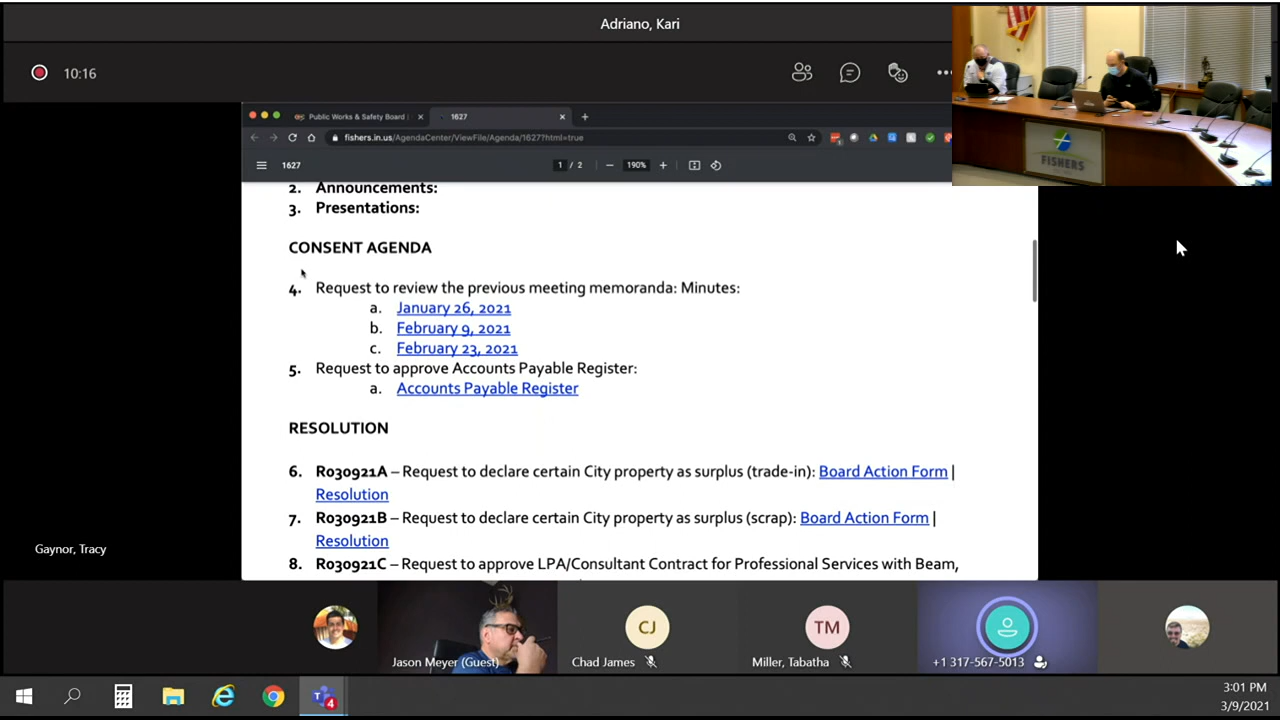 Adriano, Kari
10:16
Public Works & Safety Board |
1627
fishers.in.us/AgendaCenter/ViewFile/Agenda/1627?html=true
1627
1 / 2
190%
FISHERS
2. Announcements:
3. Presentations:
CONSENT AGENDA
4. Request to review the previous meeting memoranda: Minutes:
a. January 26, 2021
b. February 9, 2021
c. February 23, 2021
5. Request to approve Accounts Payable Register:
a. Accounts Payable Register
RESOLUTION
6. R030921A – Request to declare certain City property as surplus (trade-in): Board Action Form |
Resolution
7. R030921B – Request to declare certain City property as surplus (scrap): Board Action Form |
Resolution
8. R030921C – Request to approve LPA/Consultant Contract for Professional Services with Beam,
Gaynor, Tracy
CJ
TM
Jason Meyer (Guest)
Chad James
Miller, Tabatha
+1 317-567-5013
4
3:01 PM
3/9/2021